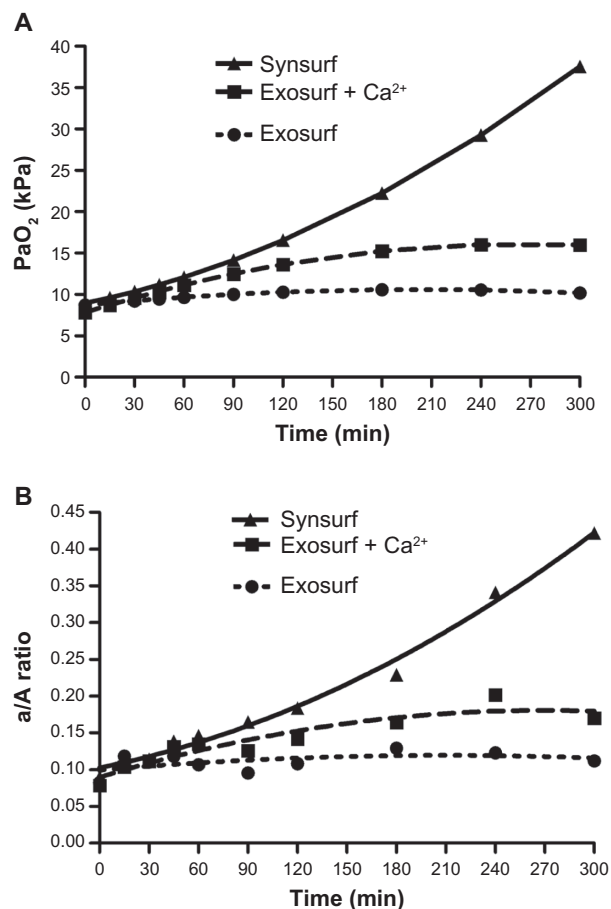 A
40
35
30
25
20
15
10
5
0
PaO₂ (kPa)
Synsurf
Exosurf + Ca²⁺
Exosurf
0 30 60 90 120 150 180 210 240 270 300
Time (min)
B
0.45
0.40
0.35
0.30
0.25
0.20
0.15
0.10
0.05
0.00
a/A ratio
Synsurf
Exosurf + Ca²⁺
Exosurf
0 30 60 90 120 150 180 210 240 270 300
Time (min)